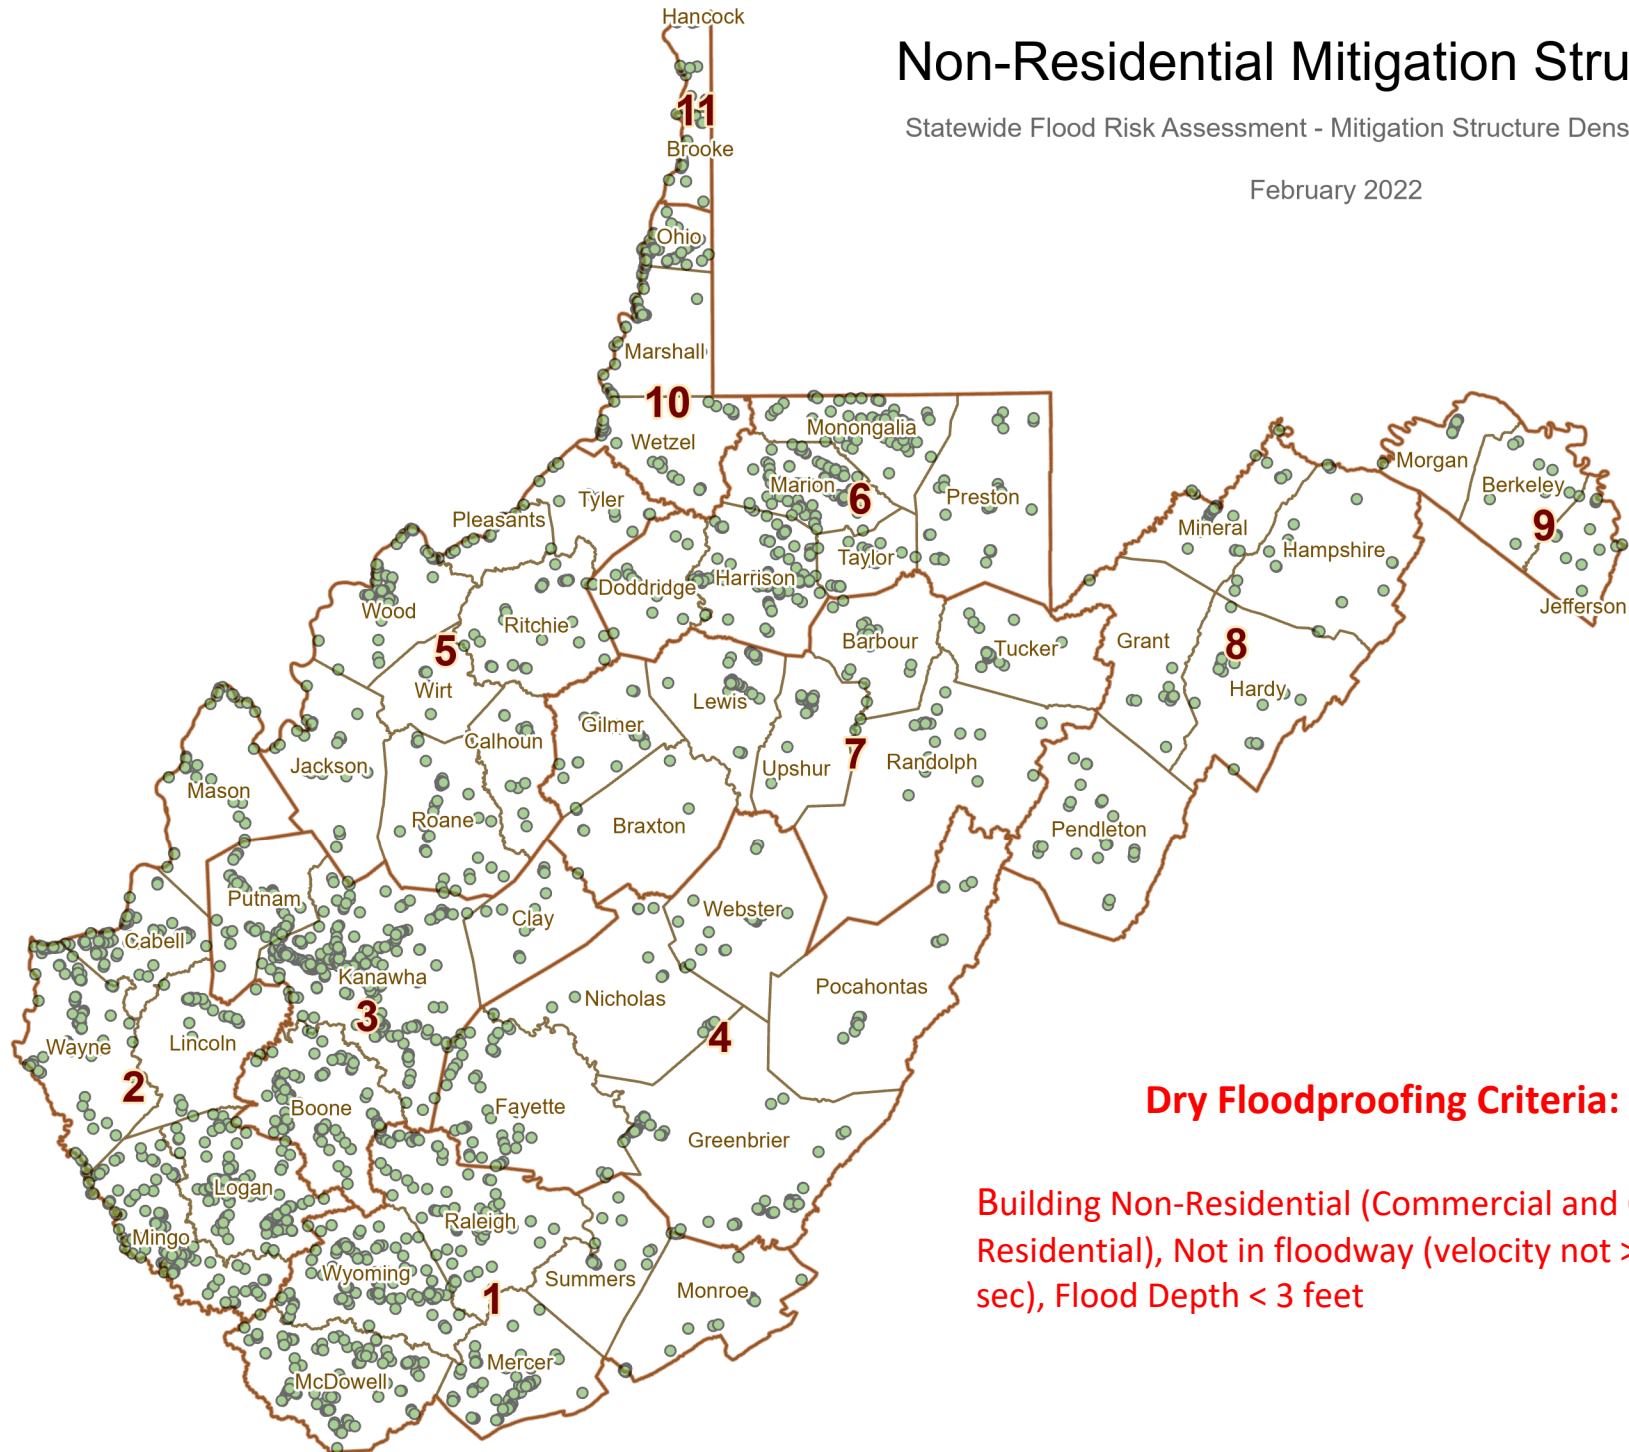 Hancock
Non-Residential Mitigation Stru
11
Statewide Flood Risk Assessment - Mitigation Structure Dens
Brooke
February 2022
Ohio
Marshall
10
Monongalia
Wetzel
Morgan
Marion
Berkeley
6
Preston
Tyler
Pleasants
9
Mineral
Hampshire
Taylor
Harrison
Doddridge
Jefferson
Wood
Ritchie
Barbour
Grant
8
5
Tucker
Wirt
Hardy
Lewis
Gilmer
Calhoun
7
Randolph
Jackson
Upshur
Mason
Roane
Braxton
Pendleton
Putnam
Webster
Clay
Cabell
Kanawha
Pocahontas
Nicholas
3
4
Lincoln
Wayne
2
Dry Floodproofing Criteria:
Boone
Fayette
Greenbrier
Logan
Building Non-Residential (Commercial and
Raleigh
Mingo
Residential), Not in floodway (velocity not >
Wyoming
Summers
Monroe
1
sec), Flood Depth < 3 feet
Mercer
McDowell